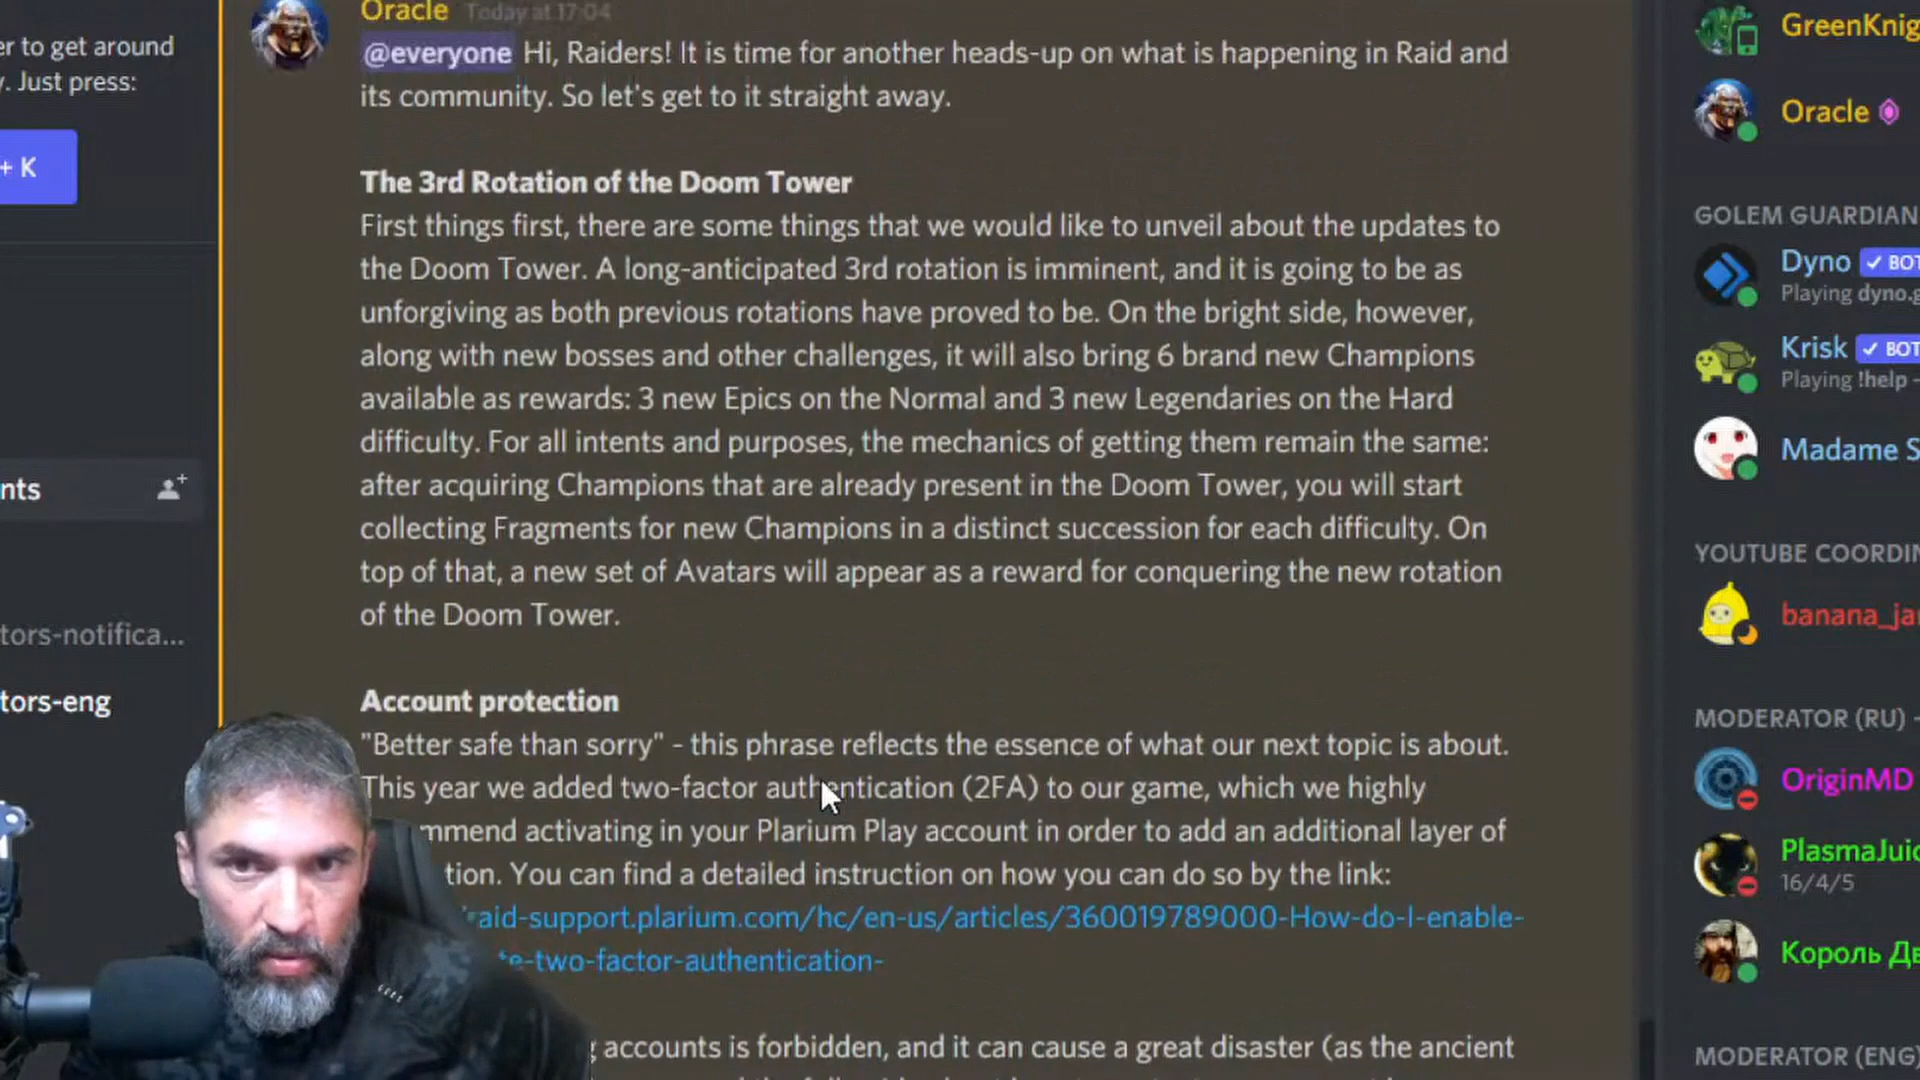 er to get around
y. Just press:
+ K
nts
tors-notifica...
tors-eng
Oracle Today at 17:04
@everyone Hi, Raiders! It is time for another heads-up on what is happening in Raid and
its community. So let's get to it straight away.
The 3rd Rotation of the Doom Tower
First things first, there are some things that we would like to unveil about the updates to
the Doom Tower. A long-anticipated 3rd rotation is imminent, and it is going to be as
unforgiving as both previous rotations have proved to be. On the bright side, however,
along with new bosses and other challenges, it will also bring 6 brand new Champions
available as rewards: 3 new Epics on the Normal and 3 new Legendaries on the Hard
difficulty. For all intents and purposes, the mechanics of getting them remain the same:
after acquiring Champions that are already present in the Doom Tower, you will start
collecting Fragments for new Champions in a distinct succession for each difficulty. On
top of that, a new set of Avatars will appear as a reward for conquering the new rotation
of the Doom Tower.
Account protection
"Better safe than sorry" - this phrase reflects the essence of what our next topic is about.
This year we added two-factor authentication (2FA) to our game, which we highly
mmend activating in your Plarium Play account in order to add an additional layer of
tion. You can find a detailed instruction on how you can do so by the link:
raid-support.plarium.com/hc/en-us/articles/360019789000-How-do-I-enable-
te-two-factor-authentication-
g accounts is forbidden, and it can cause a great disaster (as the ancient
GreenKnig
Oracle
GOLEM GUARDIAN
Dyno ✓ BOT
Playing dyno.g
Krisk ✓ BOT
Playing !help -
Madame S
YOUTUBE COORDIN
banana_jar
MODERATOR (RU) -
OriginMD
PlasmaJuic
16/4/5
Король Дв
MODERATOR (ENG)